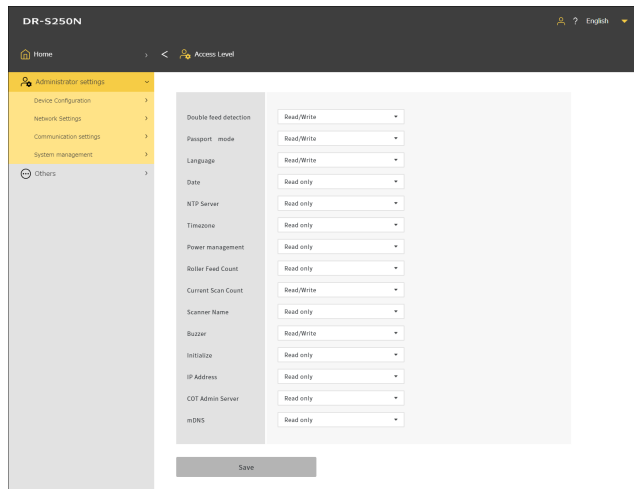 DR-S250N
? English
Home
Access Level
Administrator settings
Device Configuration
Network Settings
Communication settings
System management
Others
Double feed detection Read/Write
Passport mode Read/Write
Language Read/Write
Date Read only
NTP Server Read only
Timezone Read only
Power management Read only
Roller Feed Count Read only
Current Scan Count Read/Write
Scanner Name Read only
Buzzer Read/Write
Initialize Read only
IP Address Read only
COT Admin Server Read only
mDNS Read only
Save